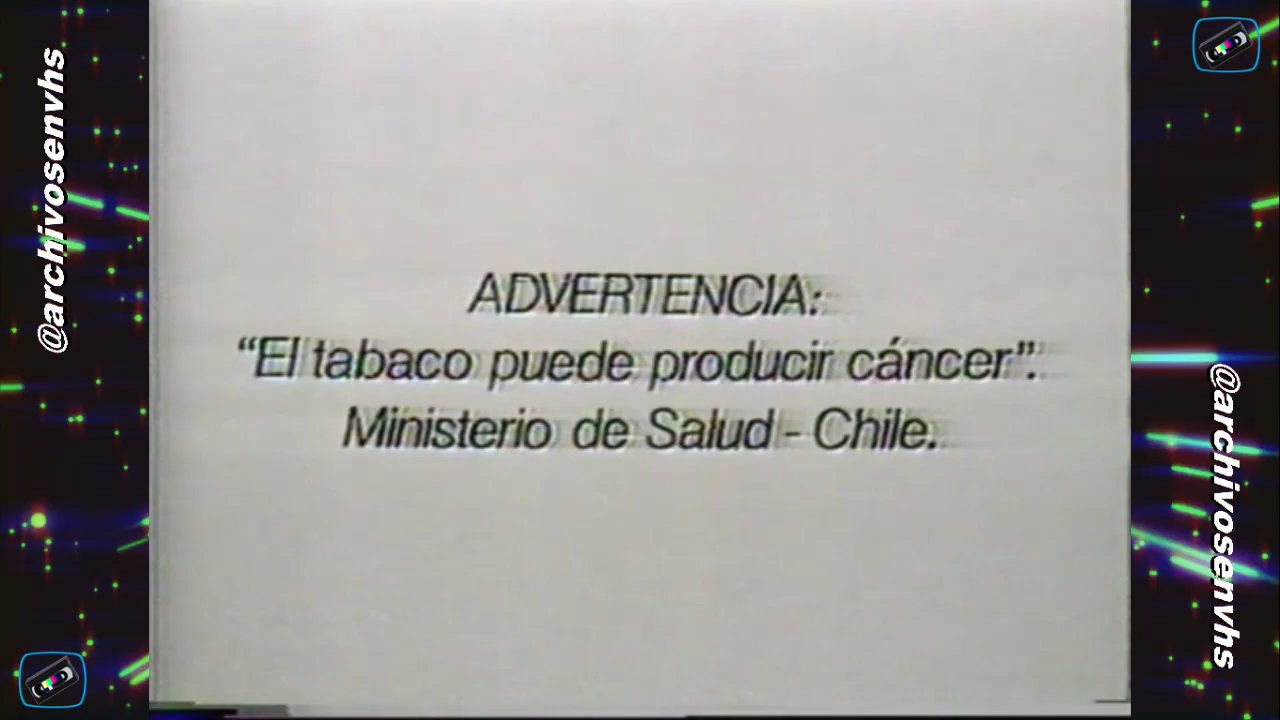 @archivosenvhs
ADVERTENCIA:
“El tabaco puede producir cáncer”.
Ministerio de Salud - Chile.
@archivosenvhs